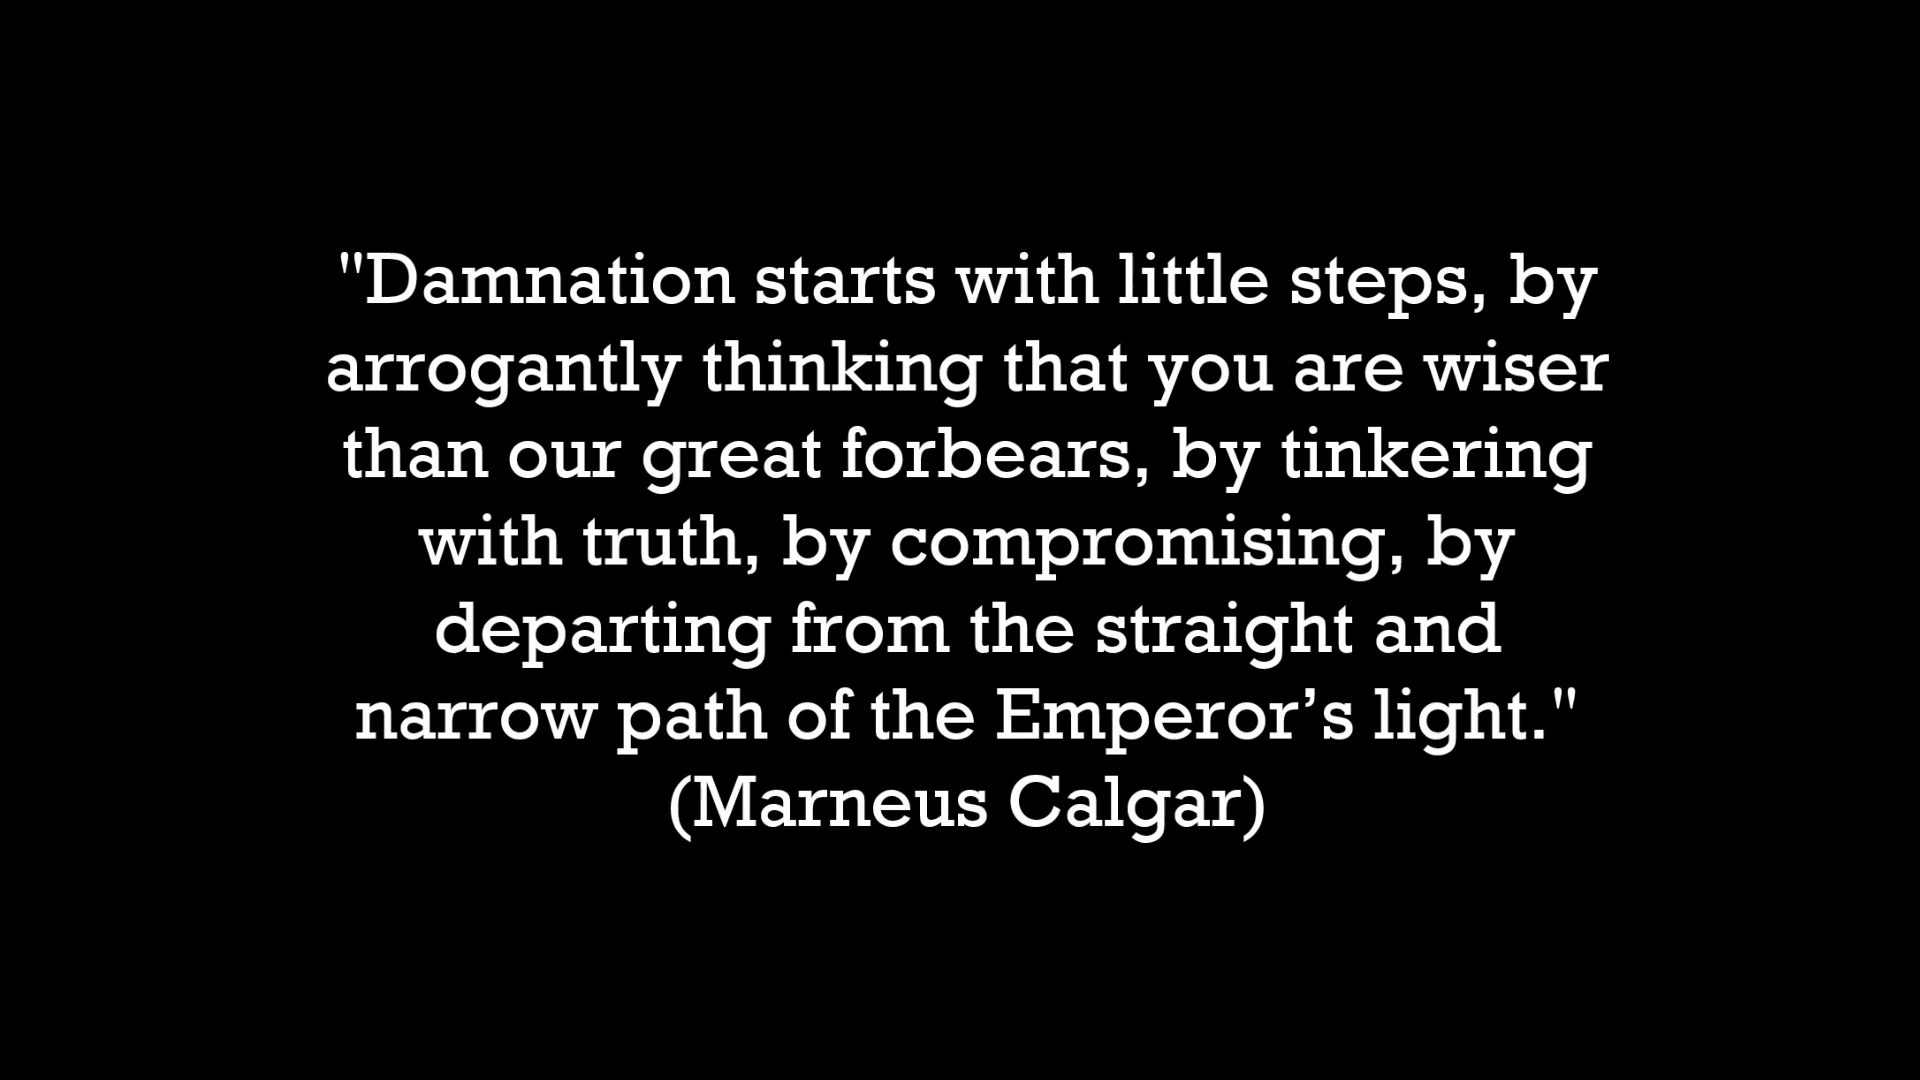 "Damnation starts with little steps, by
arrogantly thinking that you are wiser
than our great forbears, by tinkering
with truth, by compromising, by
departing from the straight and
narrow path of the Emperor’s light."
(Marneus Calgar)